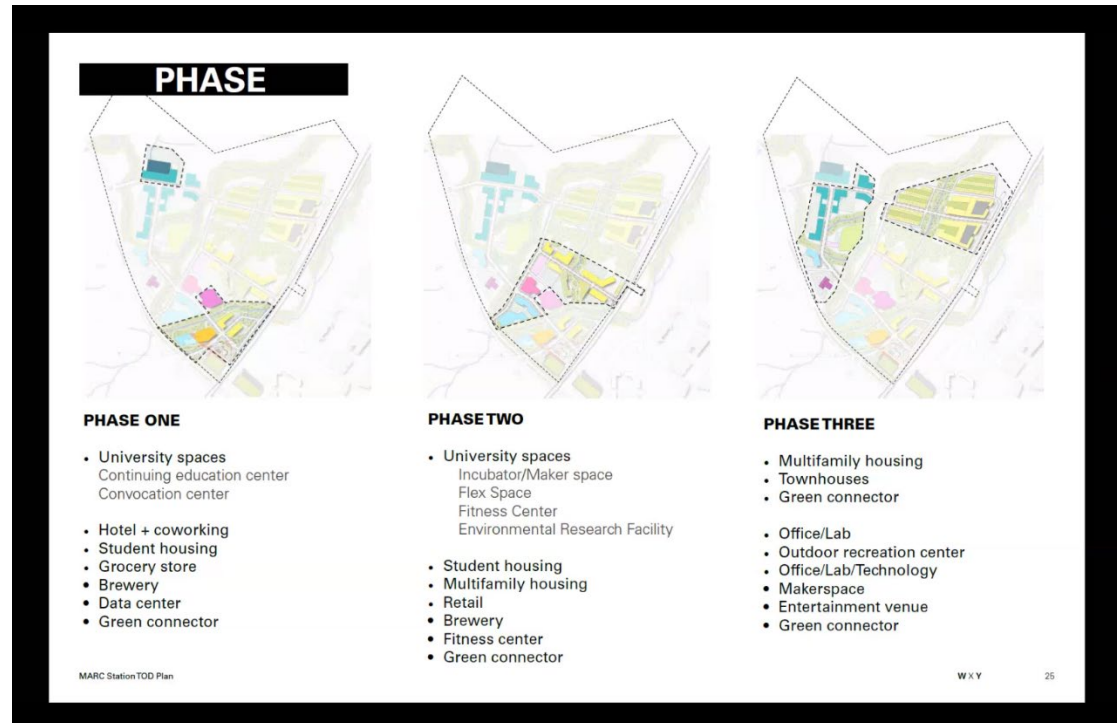 PHASE
PHASE ONE
• University spaces
Continuing education center
Convocation center
• Hotel + coworking
• Student housing
• Grocery store
• Brewery
• Data center
• Green connector
PHASE TWO
• University spaces
Incubator/Maker space
Flex Space
Fitness Center
Environmental Research Facility
• Student housing
• Multifamily housing
• Retail
• Brewery
• Fitness center
• Green connector
PHASE THREE
• Multifamily housing
• Townhouses
• Green connector
• Office/Lab
• Outdoor recreation center
• Office/Lab/Technology
• Makerspace
• Entertainment venue
• Green connector
MARC Station TOD Plan
W X Y
25